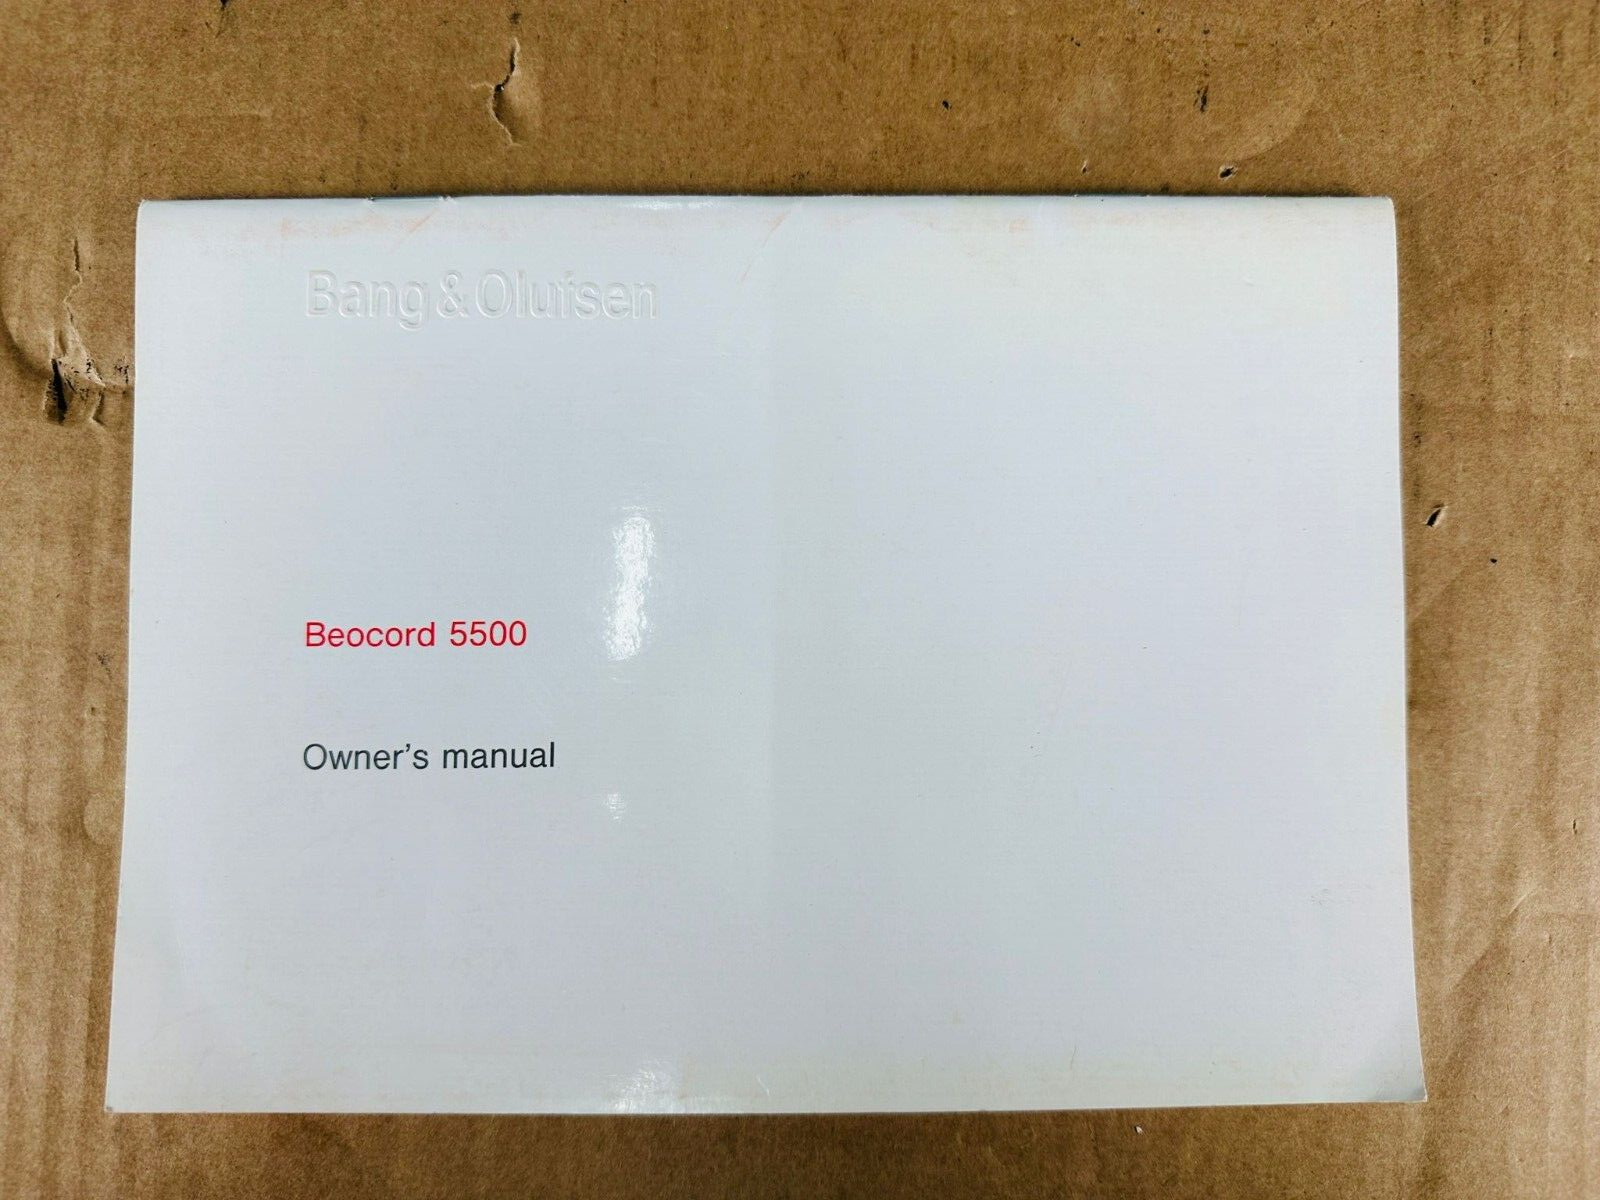 Bang & Olufsen
Beocord 5500
Owner's manual